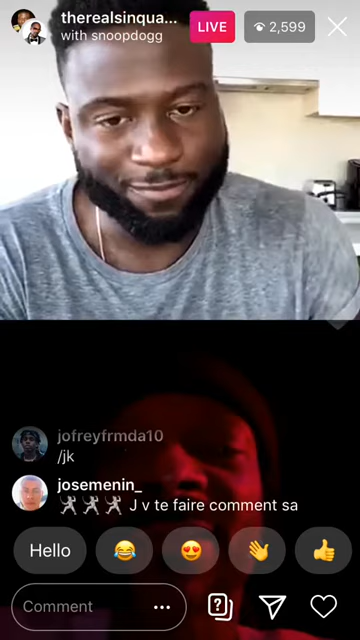 therealsinqua...
with snoopdogg
LIVE
2,599
jofreyfrmda10
/jk
josemenin_
J v te faire comment sa
Hello
Comment